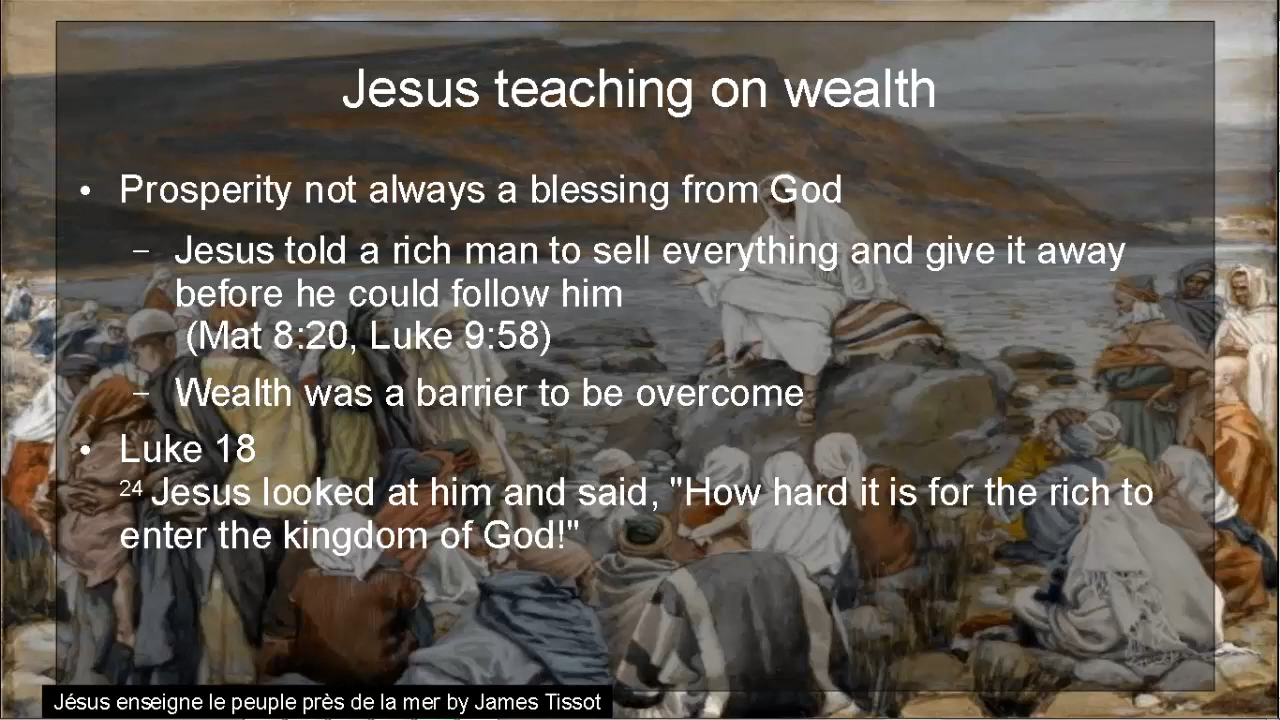 Jesus teaching on wealth
• Prosperity not always a blessing from God
– Jesus told a rich man to sell everything and give it away
before he could follow him
(Mat 8:20, Luke 9:58)
– Wealth was a barrier to be overcome
• Luke 18
24 Jesus looked at him and said, "How hard it is for the rich to
enter the kingdom of God!"
Jésus enseigne le peuple près de la mer by James Tissot